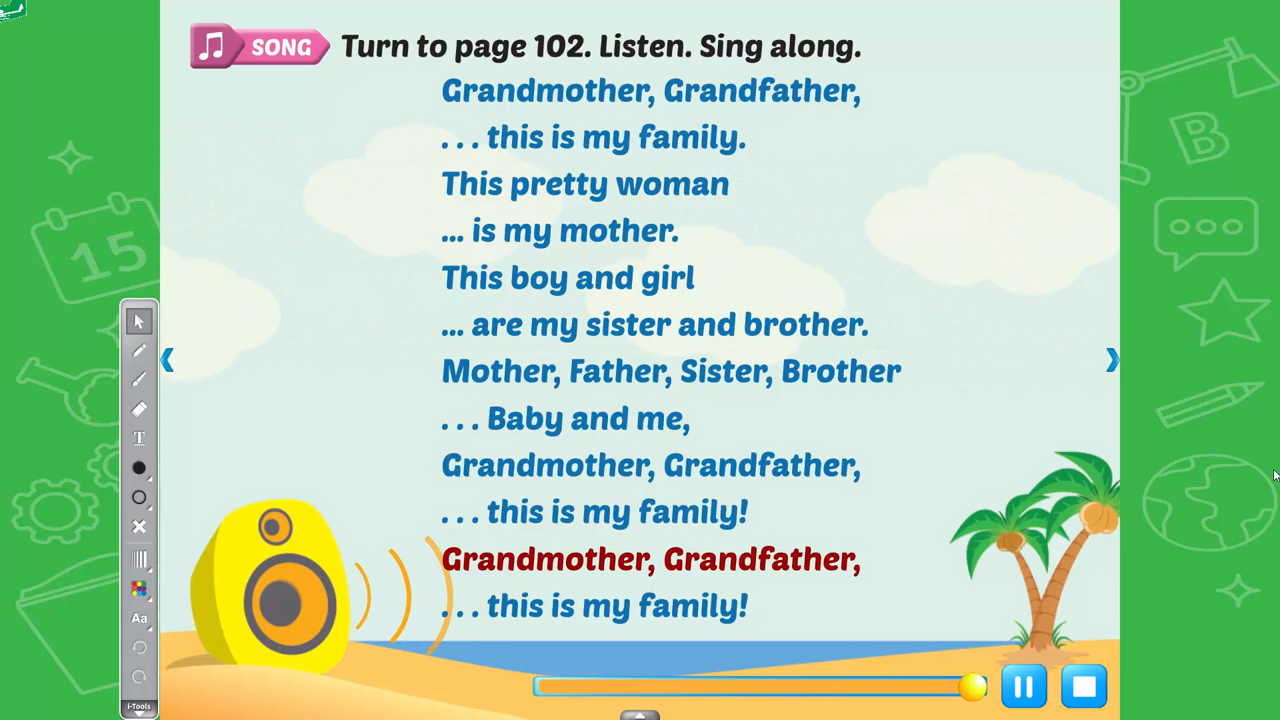 SONG Turn to page 102. Listen. Sing along.
Grandmother, Grandfather,
. . . this is my family.
This pretty woman
... is my mother.
This boy and girl
... are my sister and brother.
Mother, Father, Sister, Brother
. . . Baby and me,
Grandmother, Grandfather,
. . . this is my family!
Grandmother, Grandfather,
. . . this is my family!
15
B
T
Aa
i-Tools